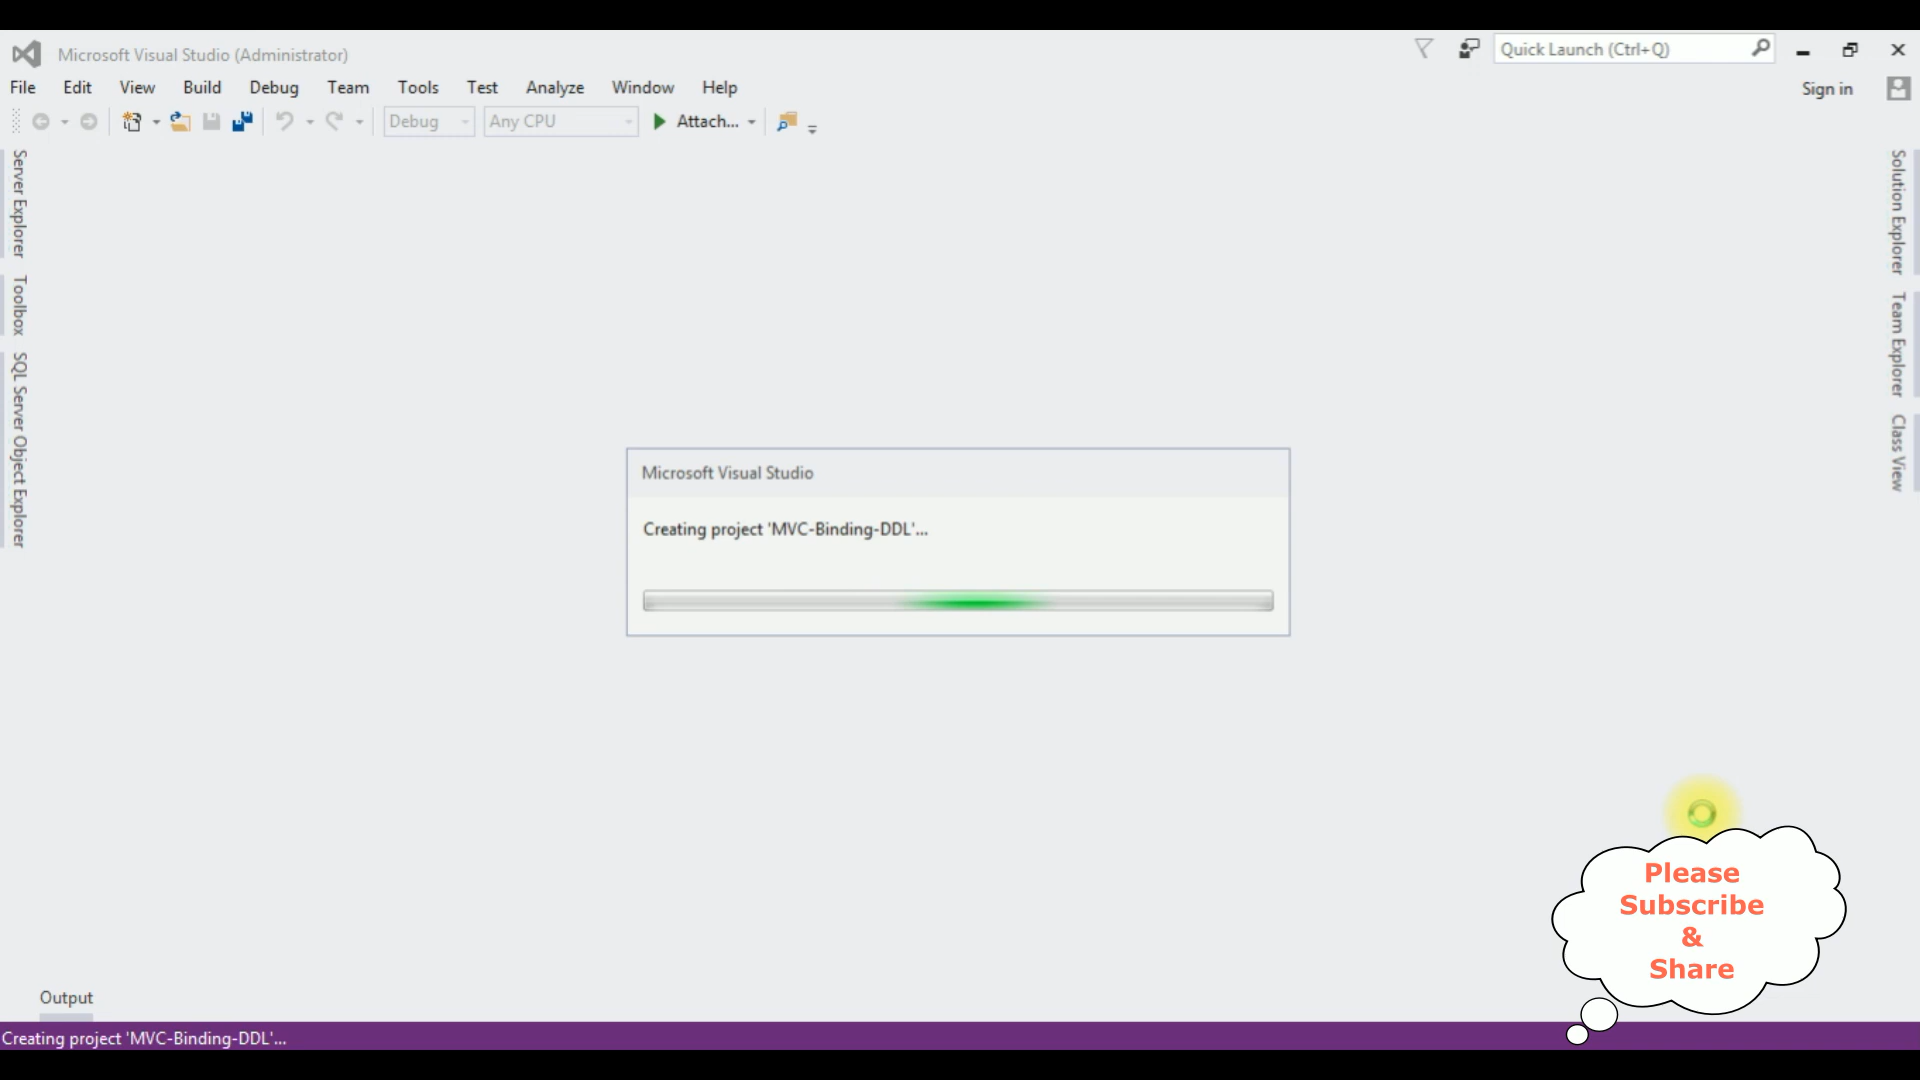 Microsoft Visual Studio (Administrator)
Quick Launch (Ctrl+Q)
File Edit View Build Debug Team Tools Test Analyze Window Help
Sign in
Debug Any CPU Attach...
Server Explorer
Toolbox
SQL Server Object Explorer
Solution Explorer
Team Explorer
Class View
Microsoft Visual Studio
Creating project 'MVC-Binding-DDL'...
Please
Subscribe
&
Share
Output
Creating project 'MVC-Binding-DDL'...